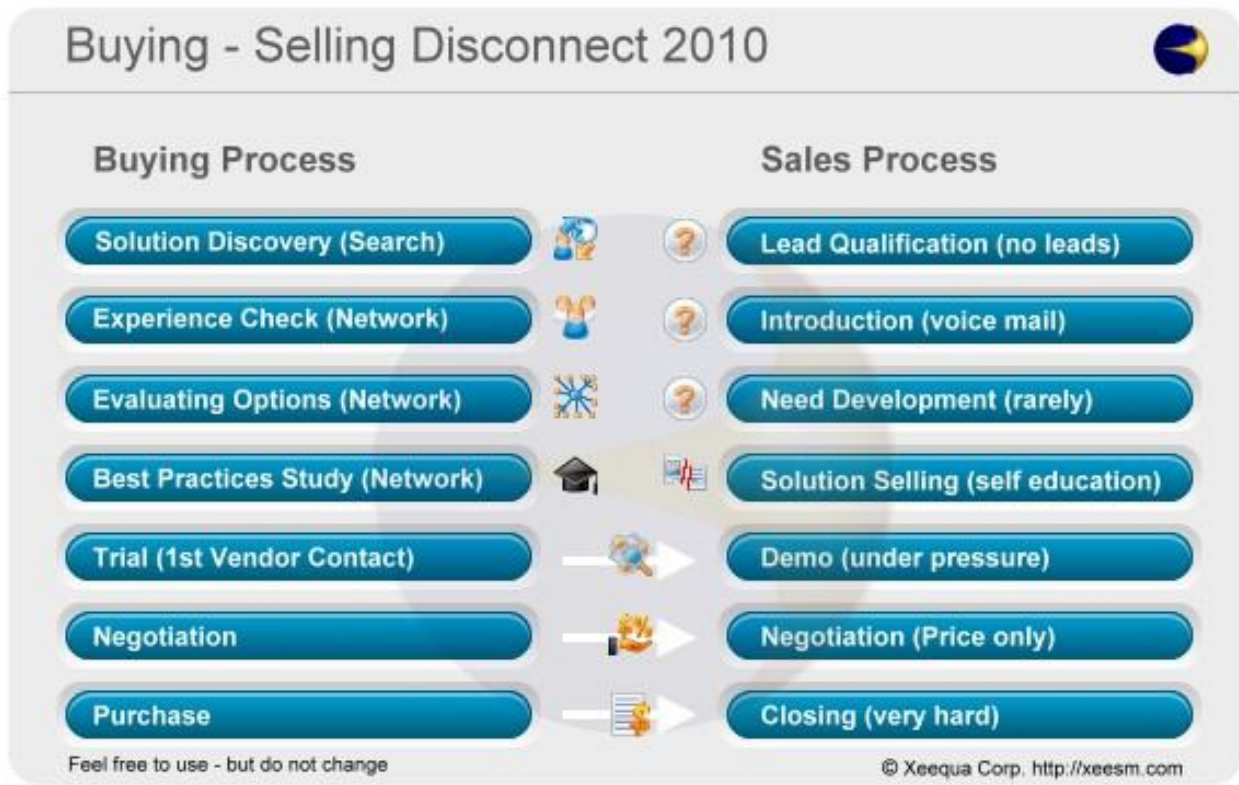 Buying - Selling Disconnect 2010
Buying Process
Sales Process
Solution Discovery (Search)
Lead Qualification (no leads)
Experience Check (Network)
Introduction (voice mail)
Evaluating Options (Network)
Need Development (rarely)
Best Practices Study (Network)
Solution Selling (self education)
Trial (1st Vendor Contact)
Demo (under pressure)
Negotiation
Negotiation (Price only)
Purchase
Closing (very hard)
Feel free to use - but do not change
© Xeequa Corp. http://xeesm.com